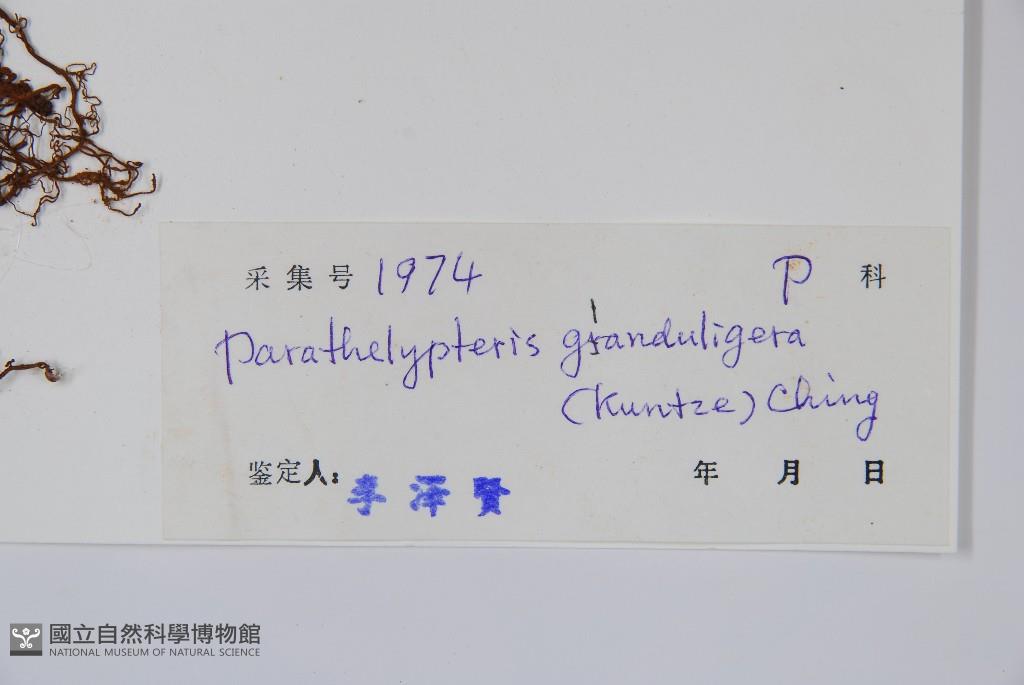 采集号 1974 P 科
Parathelypteris glanduligera
(Kuntze) Ching
鉴定人: 李泽贤 年 月 日
國立自然科學博物館
NATIONAL MUSEUM OF NATURAL SCIENCE